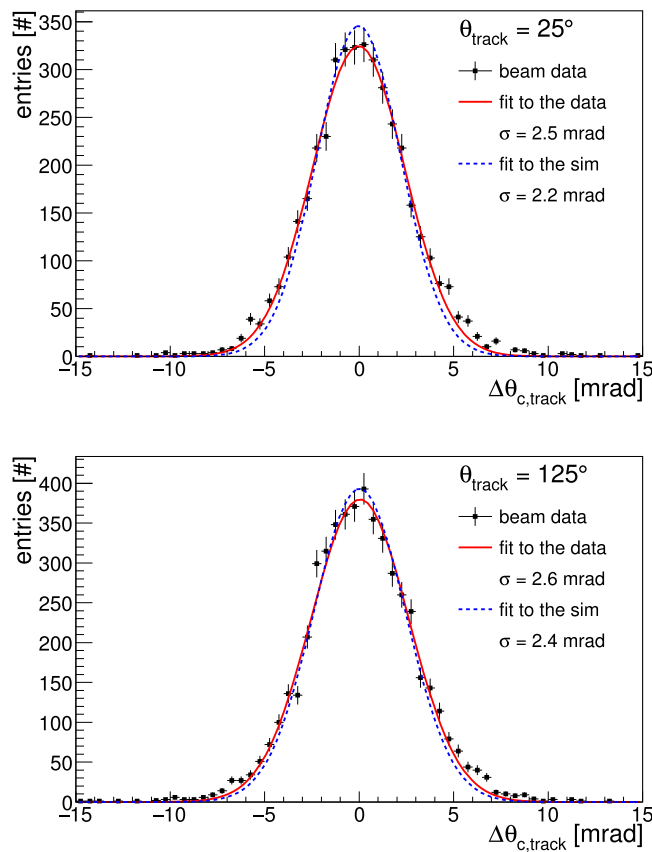 entries [#]
350
300
250
200
150
100
50
0
θtrack = 25°
beam data
fit to the data
σ = 2.5 mrad
fit to the sim
σ = 2.2 mrad
−15 −10 −5 0 5 10 15
Δθc,track [mrad]
entries [#]
400
350
300
250
200
150
100
50
0
θtrack = 125°
beam data
fit to the data
σ = 2.6 mrad
fit to the sim
σ = 2.4 mrad
−15 −10 −5 0 5 10 15
Δθc,track [mrad]